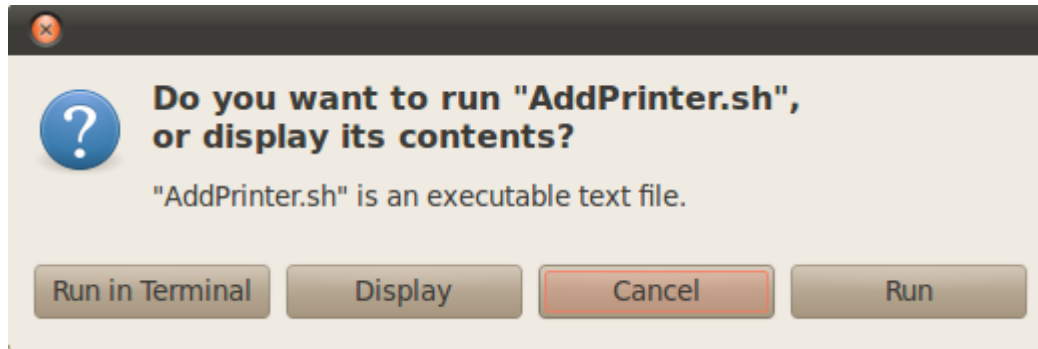 Do you want to run "AddPrinter.sh",
or display its contents?
"AddPrinter.sh" is an executable text file.
Run in Terminal
Display
Cancel
Run